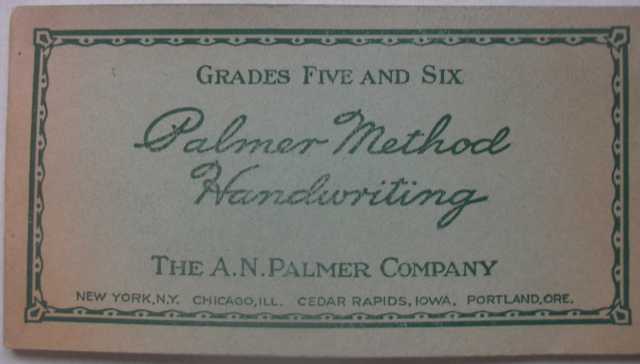 GRADES FIVE AND SIX
Palmer Method
Handwriting
THE A.N. PALMER COMPANY
NEW YORK, N.Y. CHICAGO, ILL. CEDAR RAPIDS, IOWA. PORTLAND, ORE.